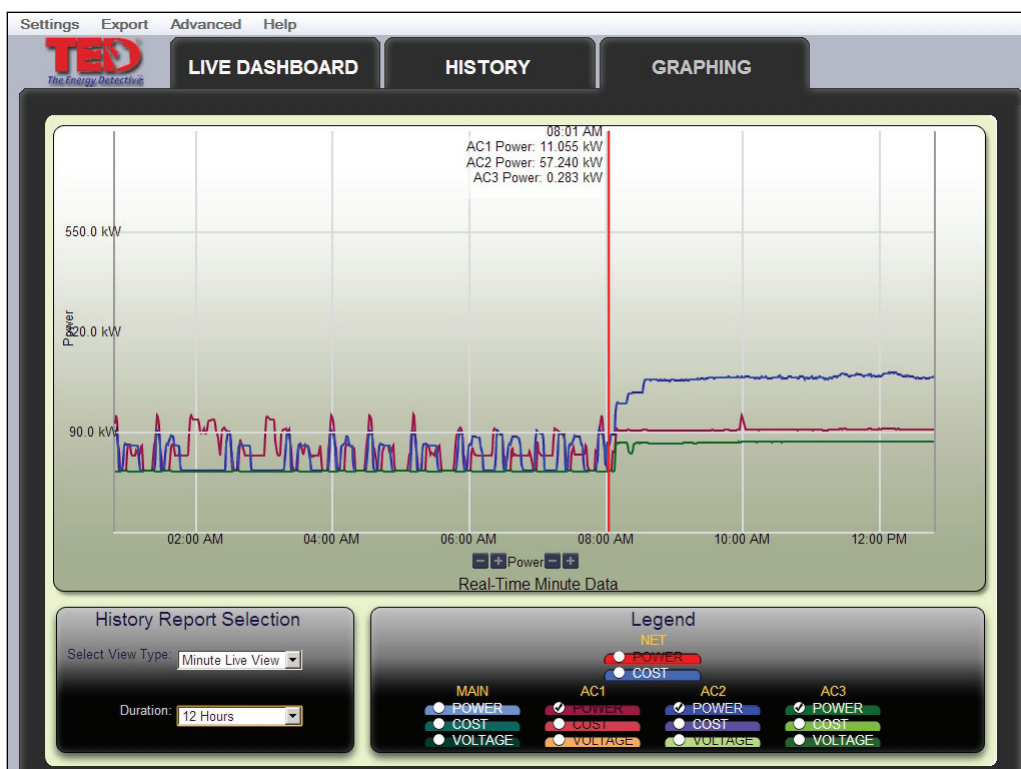 Settings Export Advanced Help
TED
The Energy Detective
LIVE DASHBOARD HISTORY GRAPHING
08:01 AM
AC1 Power: 11.055 kW
AC2 Power: 57.240 kW
AC3 Power: 0.283 kW
550.0 kW
Power
320.0 kW
90.0 kW
02:00 AM 04:00 AM 06:00 AM 08:00 AM 10:00 AM 12:00 PM
Power
Real-Time Minute Data
History Report Selection
Select View Type: Minute Live View
Duration: 12 Hours
Legend
NET
POWER
COST
MAIN AC1 AC2 AC3
POWER POWER POWER POWER
COST COST COST COST
VOLTAGE VOLTAGE VOLTAGE VOLTAGE